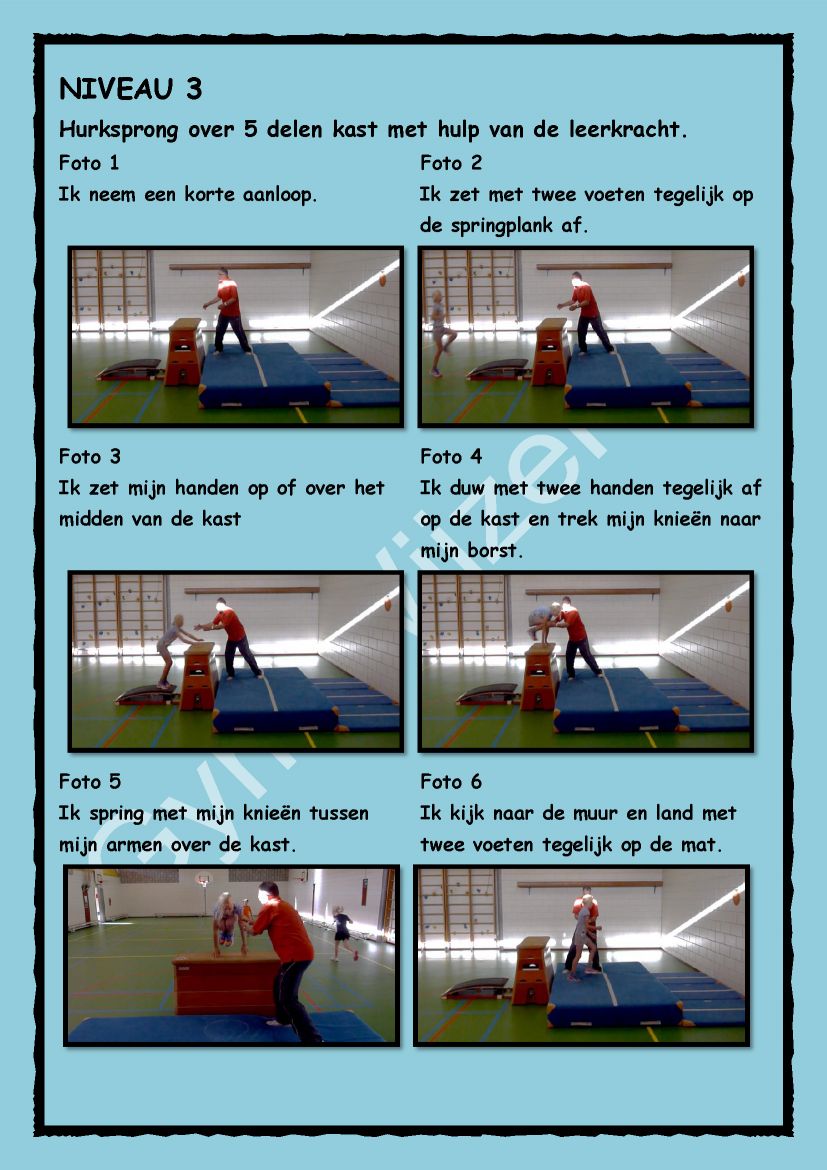 NIVEAU 3
Hurksprong over 5 delen kast met hulp van de leerkracht.
Foto 1
Ik neem een korte aanloop.
Foto 2
Ik zet met twee voeten tegelijk op
de springplank af.
Foto 3
Ik zet mijn handen op of over het
midden van de kast
Foto 4
Ik duw met twee handen tegelijk af
op de kast en trek mijn knieën naar
mijn borst.
Foto 5
Ik spring met mijn knieën tussen
mijn armen over de kast.
Foto 6
Ik kijk naar de muur en land met
twee voeten tegelijk op de mat.